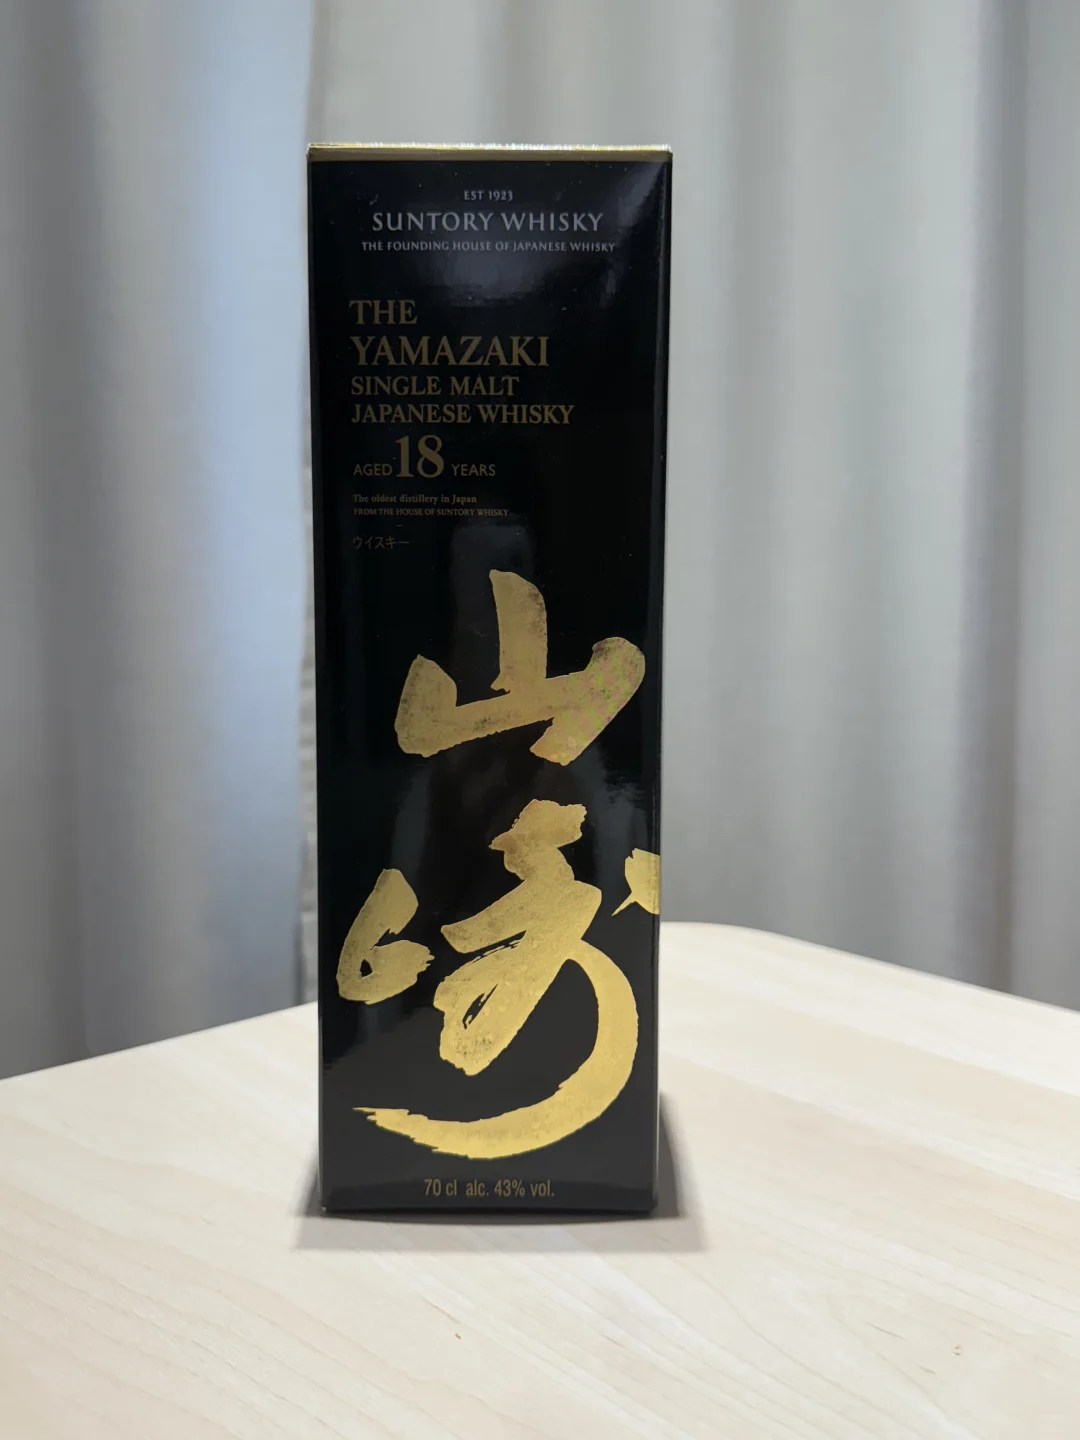 EST 1923
SUNTORY WHISKY
THE FOUNDING HOUSE OF JAPANESE WHISKY
THE
YAMAZAKI
SINGLE MALT
JAPANESE WHISKY
AGED 18 YEARS
The oldest distillery in Japan
FROM THE HOUSE OF SUNTORY WHISKY
ウイスキー
山
崎
70 cl alc. 43% vol.